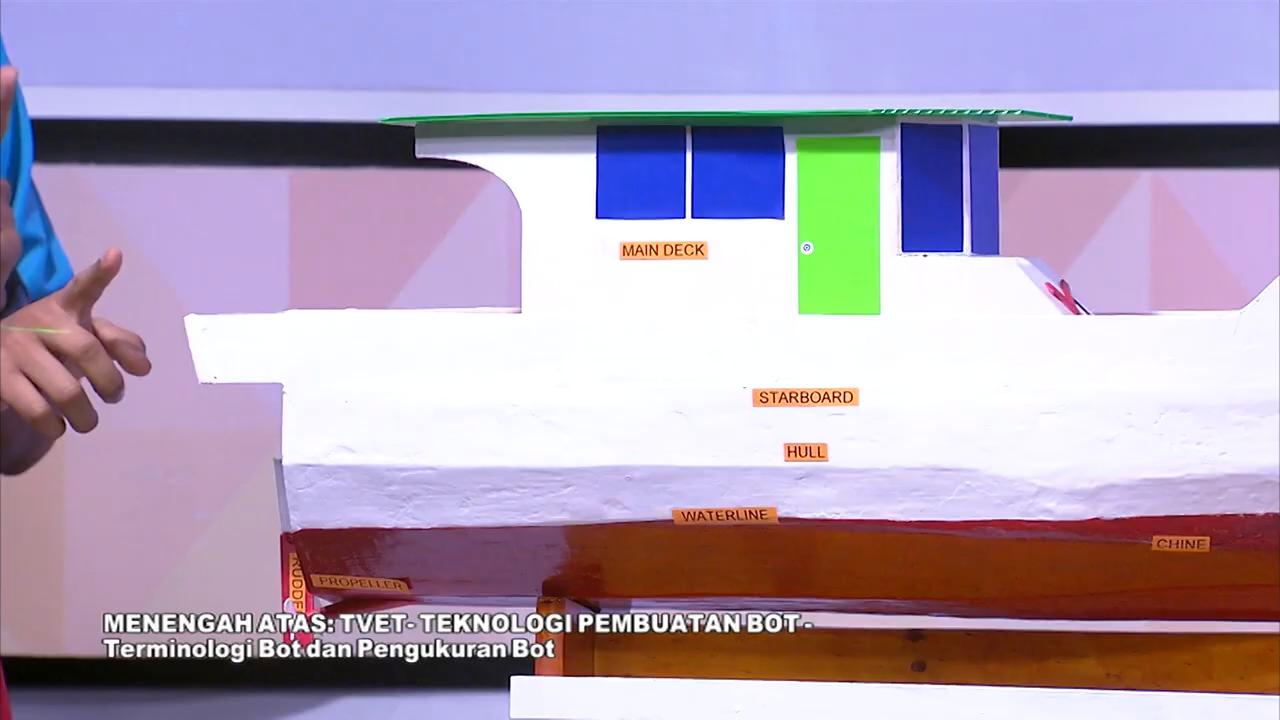 MAIN DECK
STARBOARD
HULL
WATERLINE
CHINE
PROPELLER
MENENGAH ATAS: TVET- TEKNOLOGI PEMBUATAN BOT -
Terminologi Bot dan Pengukuran Bot